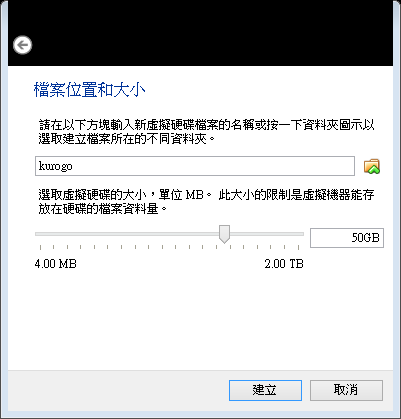 檔案位置和大小
請在以下方塊輸入新虛擬硬碟檔案的名稱或按一下資料夾圖示以
選取建立檔案所在的不同資料夾。
kurogo
選取虛擬硬碟的大小，單位 MB。 此大小的限制是虛擬機器能存
放在硬碟的檔案資料量。
50GB
4.00 MB 2.00 TB
建立 取消